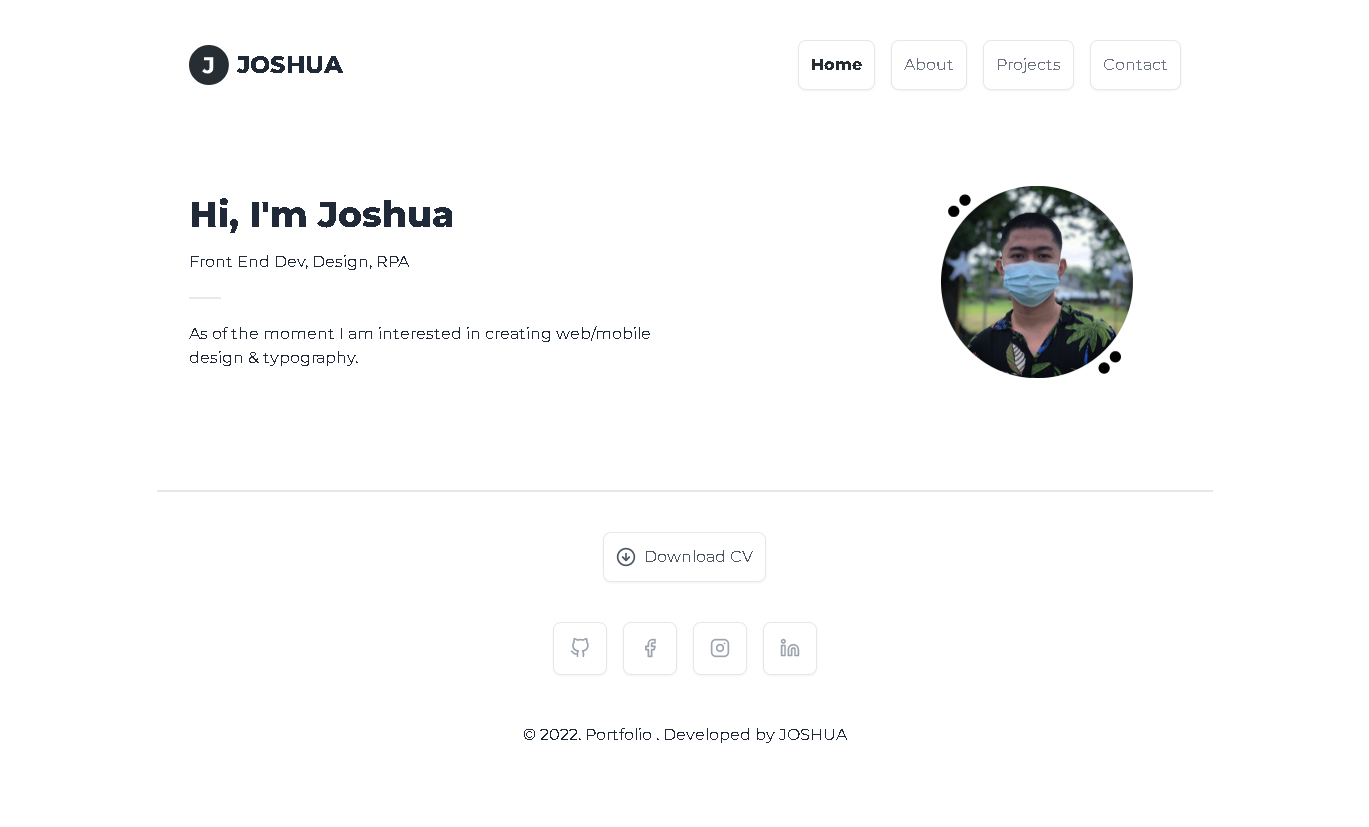 J JOSHUA
Home About Projects Contact
Hi, I'm Joshua
Front End Dev, Design, RPA
As of the moment I am interested in creating web/mobile
design & typography.
Download CV
© 2022. Portfolio . Developed by JOSHUA